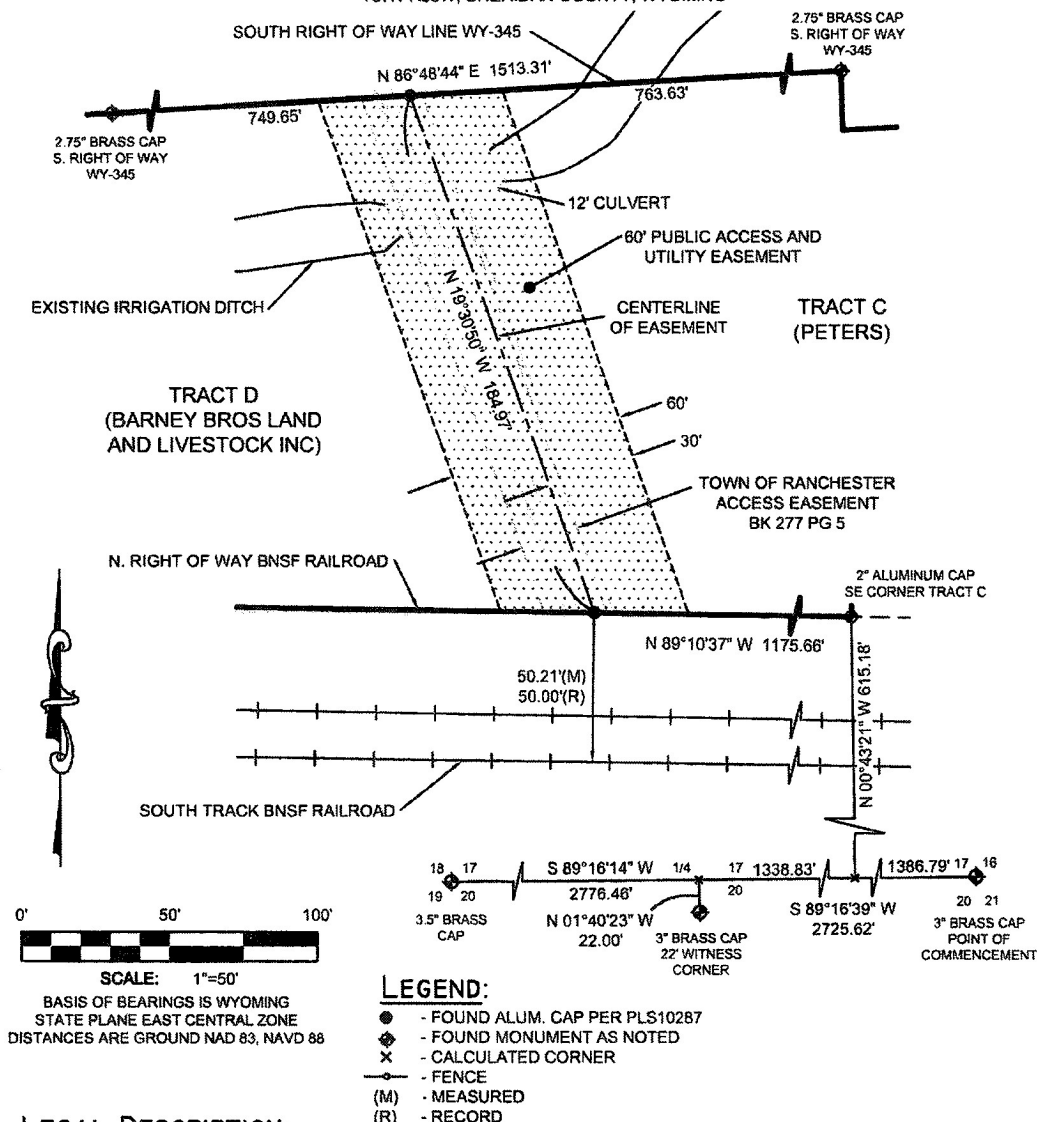 SOUTH RIGHT OF WAY LINE WY-345
2.75" BRASS CAP
S. RIGHT OF WAY
WY-345
N 86°48'44" E 1513.31'
749.65'
763.63'
2.75" BRASS CAP
S. RIGHT OF WAY
WY-345
12' CULVERT
60' PUBLIC ACCESS AND
UTILITY EASEMENT
EXISTING IRRIGATION DITCH
N 19°30'50" W 184.97'
CENTERLINE
OF EASEMENT
TRACT C
(PETERS)
TRACT D
(BARNEY BROS LAND
AND LIVESTOCK INC)
60'
30'
TOWN OF RANCHESTER
ACCESS EASEMENT
BK 277 PG 5
N. RIGHT OF WAY BNSF RAILROAD
2" ALUMINUM CAP
SE CORNER TRACT C
N 89°10'37" W 1175.66'
50.21'(M)
50.00'(R)
N 00°43'21" W 615.18'
SOUTH TRACK BNSF RAILROAD
18 17
19 20
3.5" BRASS
CAP
S 89°16'14" W
2776.46'
1/4
17
20
N 01°40'23" W
22.00'
3" BRASS CAP
22' WITNESS
CORNER
1338.83'
1386.79'
S 89°16'39" W
2725.62'
17 16
20 21
3" BRASS CAP
POINT OF
COMMENCEMENT
0' 50' 100'
SCALE: 1"=50'
BASIS OF BEARINGS IS WYOMING
STATE PLANE EAST CENTRAL ZONE
DISTANCES ARE GROUND NAD 83, NAVD 88
LEGEND:
- FOUND ALUM. CAP PER PLS10287
- FOUND MONUMENT AS NOTED
- CALCULATED CORNER
- FENCE
(M) - MEASURED
(R) - RECORD